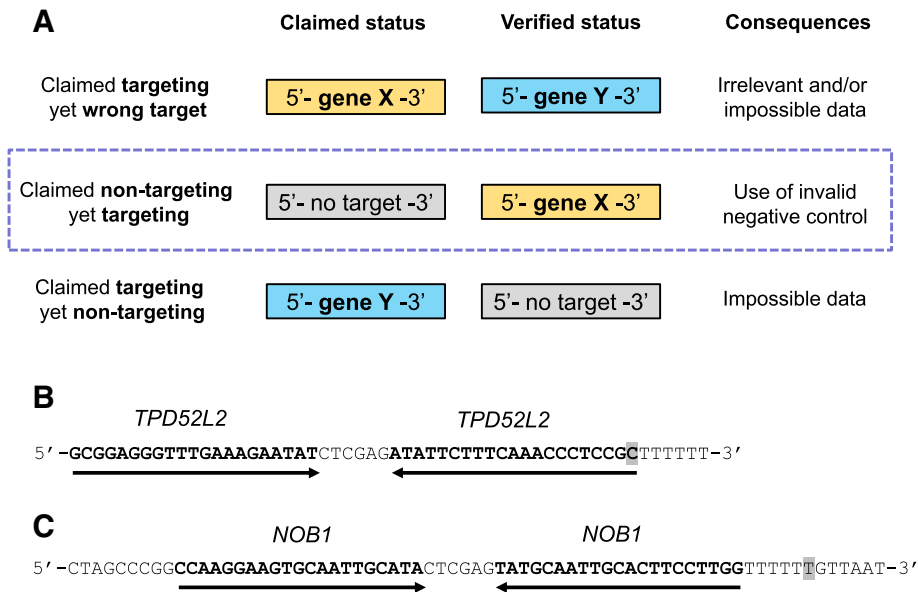 A
Claimed status Verified status Consequences
Claimed targeting yet wrong target
5’- gene X -3’
5’- gene Y -3’
Irrelevant and/or impossible data
Claimed non-targeting yet targeting
5’- no target -3’
5’- gene X -3’
Use of invalid negative control
Claimed targeting yet non-targeting
5’- gene Y -3’
5’- no target -3’
Impossible data
B
TPD52L2 TPD52L2
5’-GCGGAGGGTTTGAAAGAATATCTCGAGATATTCTTTCAAACCCTCCGCTTTTTT-3’
C
NOB1 NOB1
5’-CTAGCCCGGCCAAGGAAGTGCAATTGCATACTCGAGTATGCAATTGCACTTCCTTGGTTTTTTGTTAAT-3’